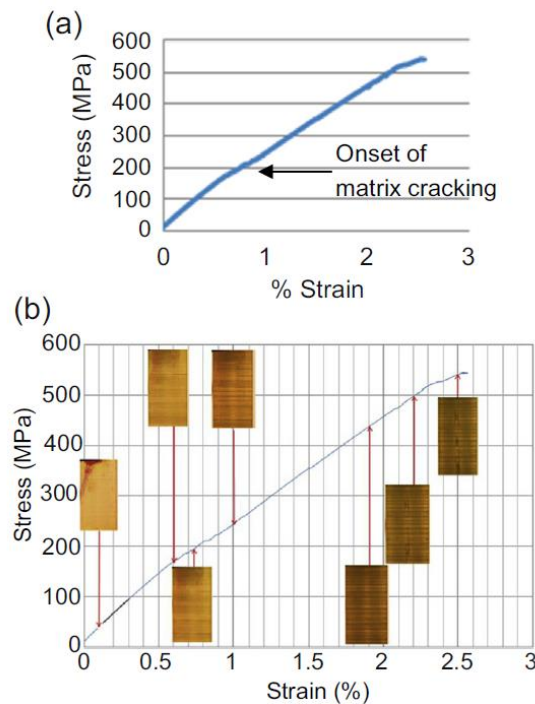 (a)
600
500
400
300
200
100
0
Stress (MPa)
Onset of
matrix cracking
0 1 2 3
% Strain
(b)
600
500
400
300
200
100
0
Stress (MPa)
0 0.5 1 1.5 2 2.5 3
Strain (%)